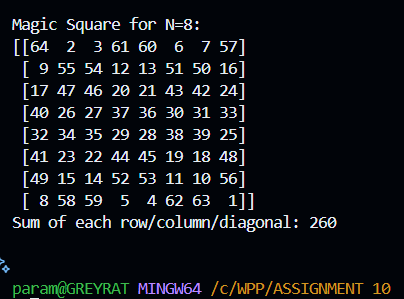 Magic Square for N=8:
[[64  2  3 61 60  6  7 57]
 [ 9 55 54 12 13 51 50 16]
 [17 47 46 20 21 43 42 24]
 [40 26 27 37 36 30 31 33]
 [32 34 35 29 28 38 39 25]
 [41 23 22 44 45 19 18 48]
 [49 15 14 52 53 11 10 56]
 [ 8 58 59  5  4 62 63  1]]
Sum of each row/column/diagonal: 260
param@GREYRAT MINGW64 /c/WPP/ASSIGNMENT 10